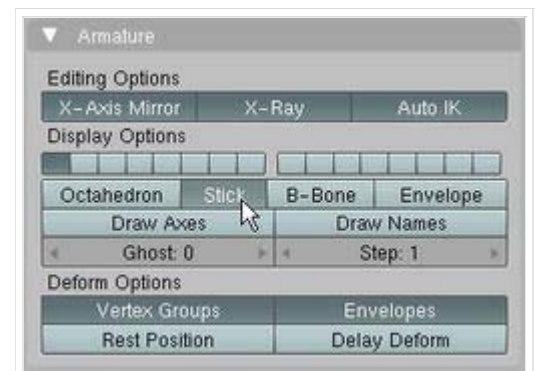 Armature
Editing Options
X-Axis Mirror X-Ray Auto IK
Display Options
Octahedron Stick B-Bone Envelope
Draw Axes Draw Names
Ghost: 0 Step: 1
Deform Options
Vertex Groups Envelopes
Rest Position Delay Deform